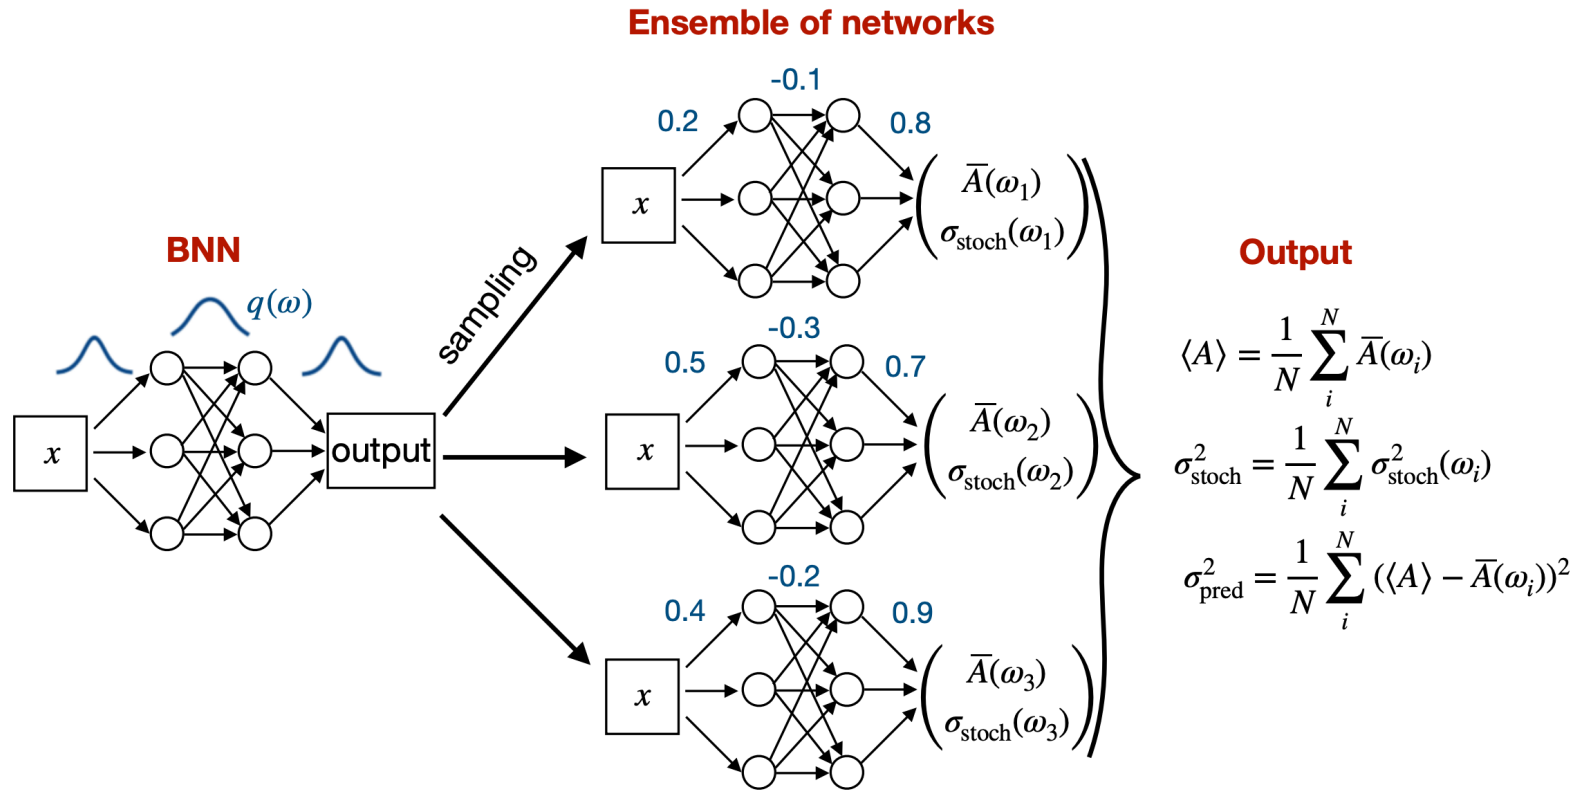 Ensemble of networks
BNN
q(ω)
x
output
sampling
0.2
-0.1
0.8
x
A̅(ω₁)
σ_stoch(ω₁)
0.5
-0.3
0.7
x
A̅(ω₂)
σ_stoch(ω₂)
0.4
-0.2
0.9
x
A̅(ω₃)
σ_stoch(ω₃)
Output
⟨A⟩ = 1/N ∑_i^N A̅(ω_i)
σ²_stoch = 1/N ∑_i^N σ²_stoch(ω_i)
σ²_pred = 1/N ∑_i^N (⟨A⟩ − A̅(ω_i))²